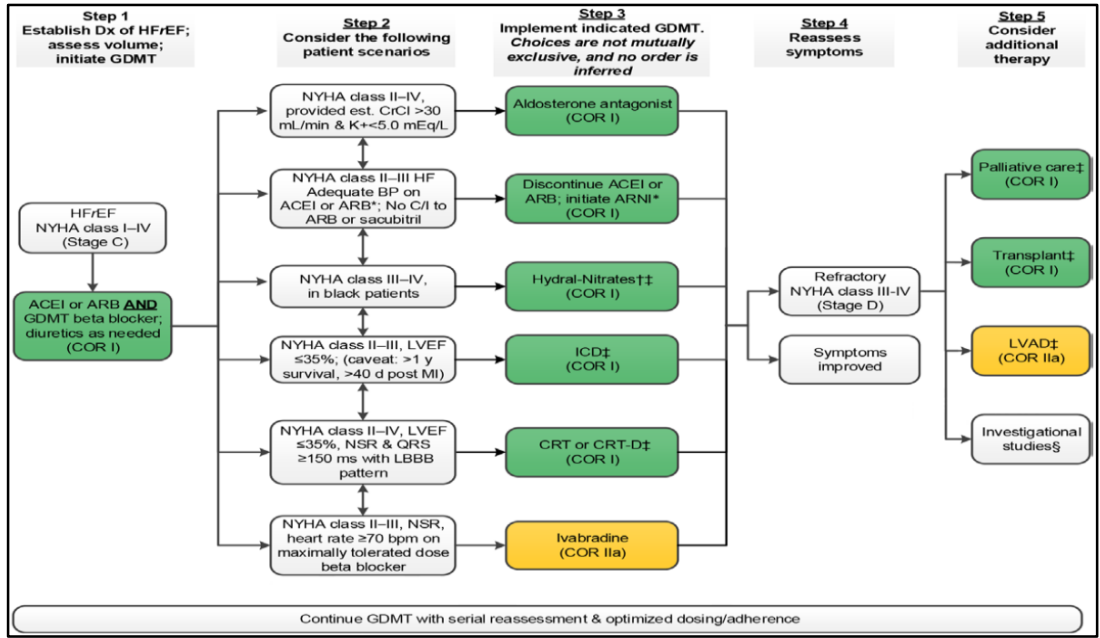 Step 1
Establish Dx of HFrEF;
assess volume;
initiate GDMT
Step 2
Consider the following
patient scenarios
Step 3
Implement indicated GDMT.
Choices are not mutually
exclusive, and no order is
inferred
Step 4
Reassess
symptoms
Step 5
Consider
additional
therapy
HFrEF
NYHA class I–IV
(Stage C)
ACEI or ARB AND
GDMT beta blocker;
diuretics as needed
(COR I)
NYHA class II–IV,
provided est. CrCl >30
mL/min & K+<5.0 mEq/L
Aldosterone antagonist
(COR I)
NYHA class II–III HF
Adequate BP on
ACEI or ARB*; No C/I to
ARB or sacubitril
Discontinue ACEI or
ARB; initiate ARNI*
(COR I)
NYHA class III–IV,
in black patients
Hydral-Nitrates†‡
(COR I)
NYHA class II–III, LVEF
≤35%; (caveat: >1 y
survival, >40 d post MI)
ICD‡
(COR I)
NYHA class II–IV, LVEF
≤35%, NSR & QRS
≥150 ms with LBBB
pattern
CRT or CRT-D‡
(COR I)
NYHA class II–III, NSR,
heart rate ≥70 bpm on
maximally tolerated dose
beta blocker
Ivabradine
(COR IIa)
Refractory
NYHA class III-IV
(Stage D)
Symptoms
improved
Palliative care‡
(COR I)
Transplant‡
(COR I)
LVAD‡
(COR IIa)
Investigational
studies§
Continue GDMT with serial reassessment & optimized dosing/adherence